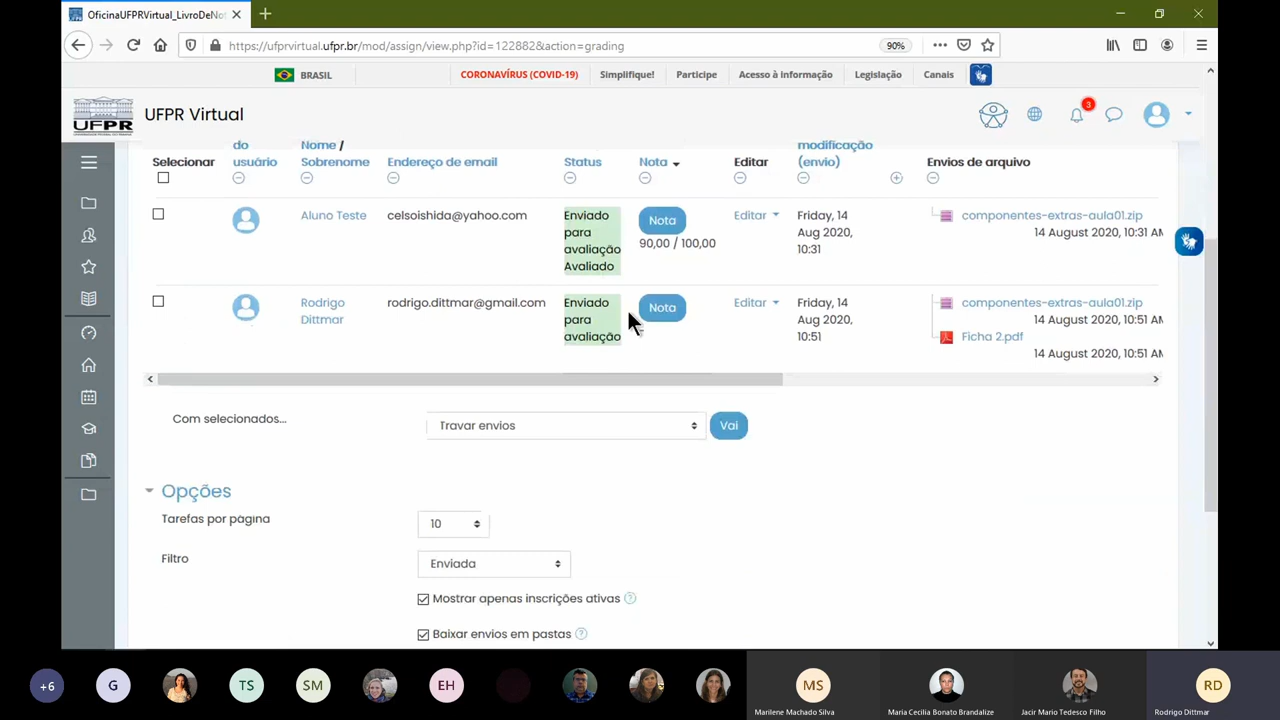 OficinaUFPRVirtual_LivroDeNot
https://ufprvirtual.ufpr.br/mod/assign/view.php?id=122882&action=grading
90%
BRASIL
CORONAVÍRUS (COVID-19)
Simplifique!
Participe
Acesso à informação
Legislação
Canais
UFPR
UFPR Virtual
3
Selecionar
do
usuário
Nome /
Sobrenome
Endereço de email
Status
Nota
Editar
modificação
(envio)
Envios de arquivo
Aluno Teste
celsoishida@yahoo.com
Enviado
para
avaliação
Avaliado
Nota
90,00 / 100,00
Editar
Friday, 14
Aug 2020,
10:31
componentes-extras-aula01.zip
14 August 2020, 10:31 AM
Rodrigo
Dittmar
rodrigo.dittmar@gmail.com
Enviado
para
avaliação
Nota
Editar
Friday, 14
Aug 2020,
10:51
componentes-extras-aula01.zip
14 August 2020, 10:51 AM
Ficha 2.pdf
14 August 2020, 10:51 AM
Com selecionados...
Travar envios
Vai
Opções
Tarefas por página
10
Filtro
Enviada
Mostrar apenas inscrições ativas
Baixar envios em pastas
+6
G
TS
SM
EH
MS
RD
Marilene Machado Silva
Maria Cecilia Bonato Brandalize
Jacir Mario Tedesco Filho
Rodrigo Dittmar